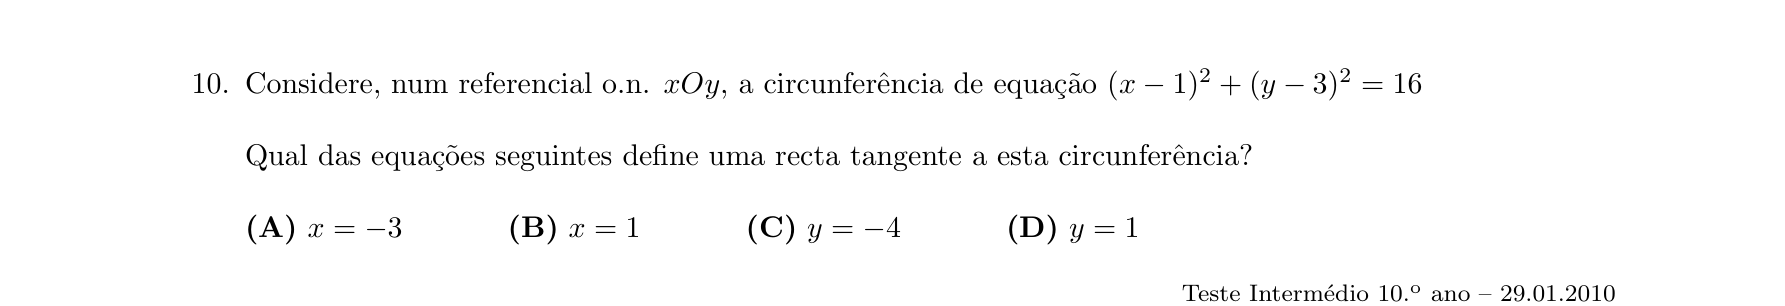 10. Considere, num referencial o.n. xOy, a circunferência de equação (x − 1)² + (y − 3)² = 16
Qual das equações seguintes define uma recta tangente a esta circunferência?
(A) x = −3 (B) x = 1 (C) y = −4 (D) y = 1
Teste Intermédio 10.º ano – 29.01.2010